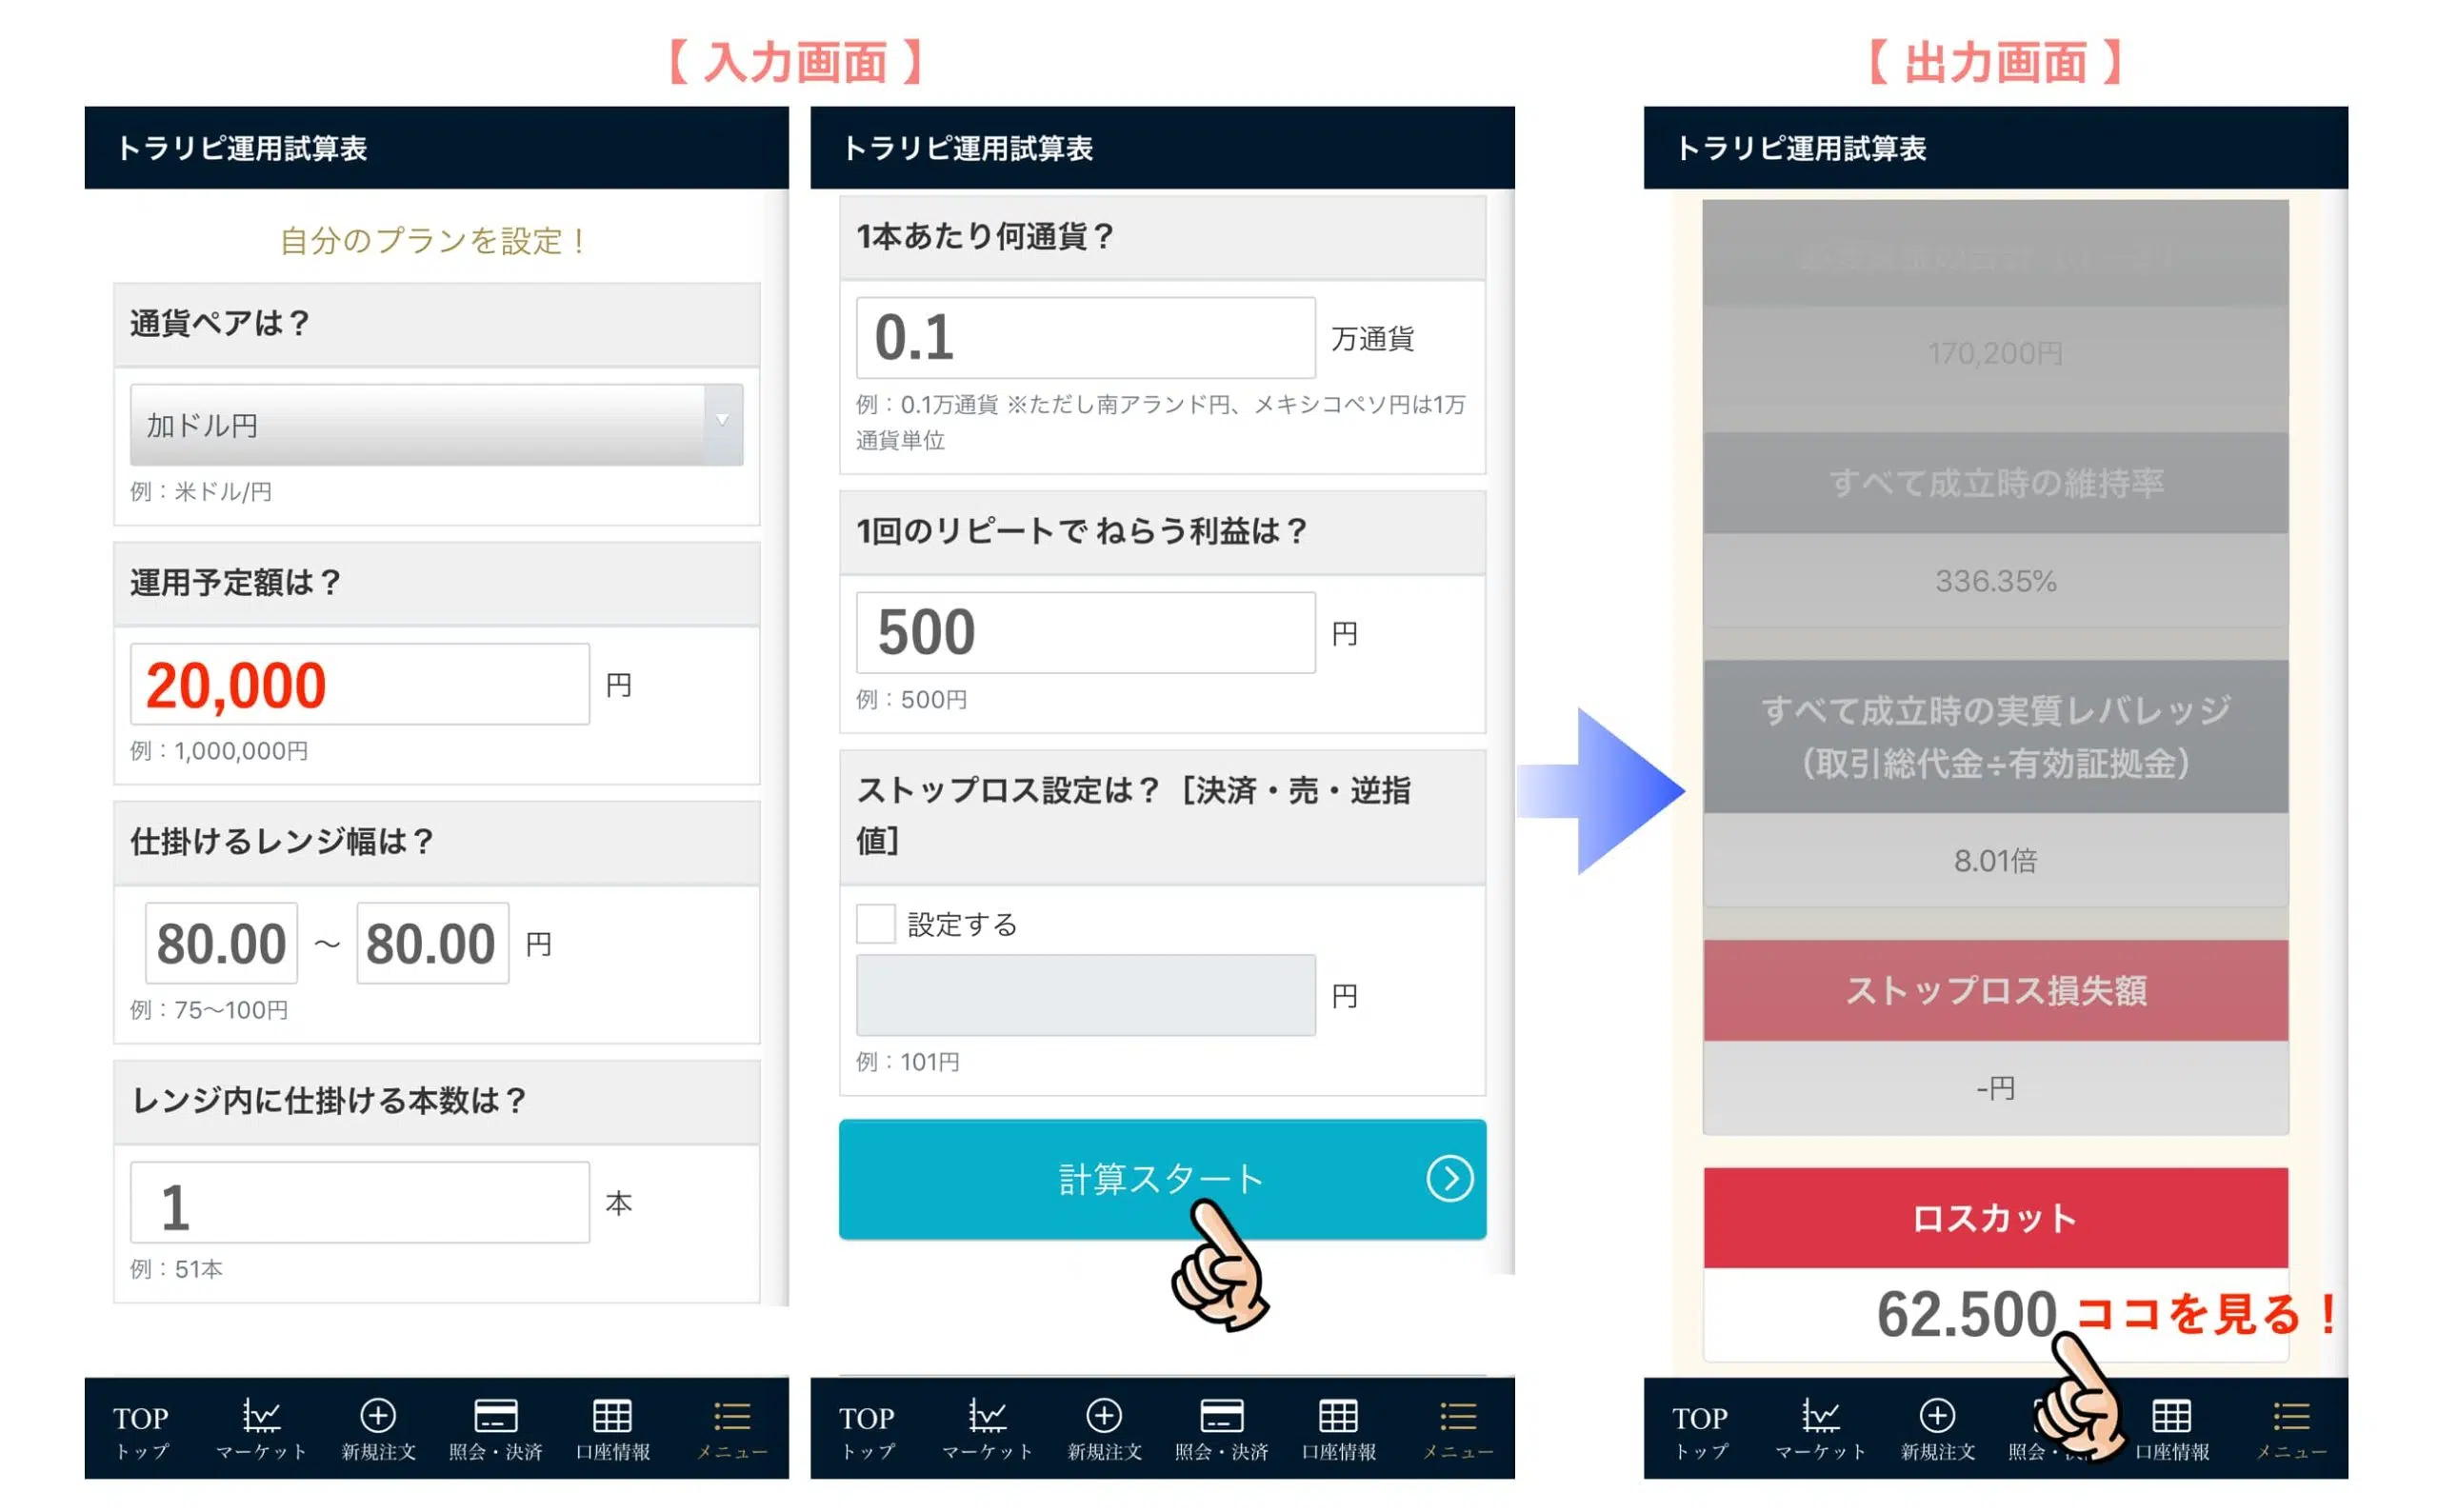 【 入力画面 】
トラリピ運用試算表
自分のプランを設定！
通貨ペアは？
加ドル円
例：米ドル/円
運用予定額は？
20,000 円
例：1,000,000円
仕掛けるレンジ幅は？
80.00 ～ 80.00 円
例：75～100円
レンジ内に仕掛ける本数は？
1 本
例：51本
TOP
トップ マーケット 新規注文 照会・決済 口座情報 メニュー
トラリピ運用試算表
1本あたり何通貨？
0.1 万通貨
例：0.1万通貨 ※ただし南アランド円、メキシコペソ円は1万
通貨単位
1回のリピートで ねらう利益は？
500 円
例：500円
ストップロス設定は？［決済・売・逆指
値］
設定する
円
例：101円
計算スタート
TOP
トップ マーケット 新規注文 照会・決済 口座情報 メニュー
【 出力画面 】
トラリピ運用試算表
170,200円
すべて成立時の維持率
336.35%
すべて成立時の実質レバレッジ
（取引総代金÷有効証拠金）
8.01倍
ストップロス損失額
-円
ロスカット
62.500 ココを見る！
TOP
トップ マーケット 新規注文 照会・ 口座情報 メニュー